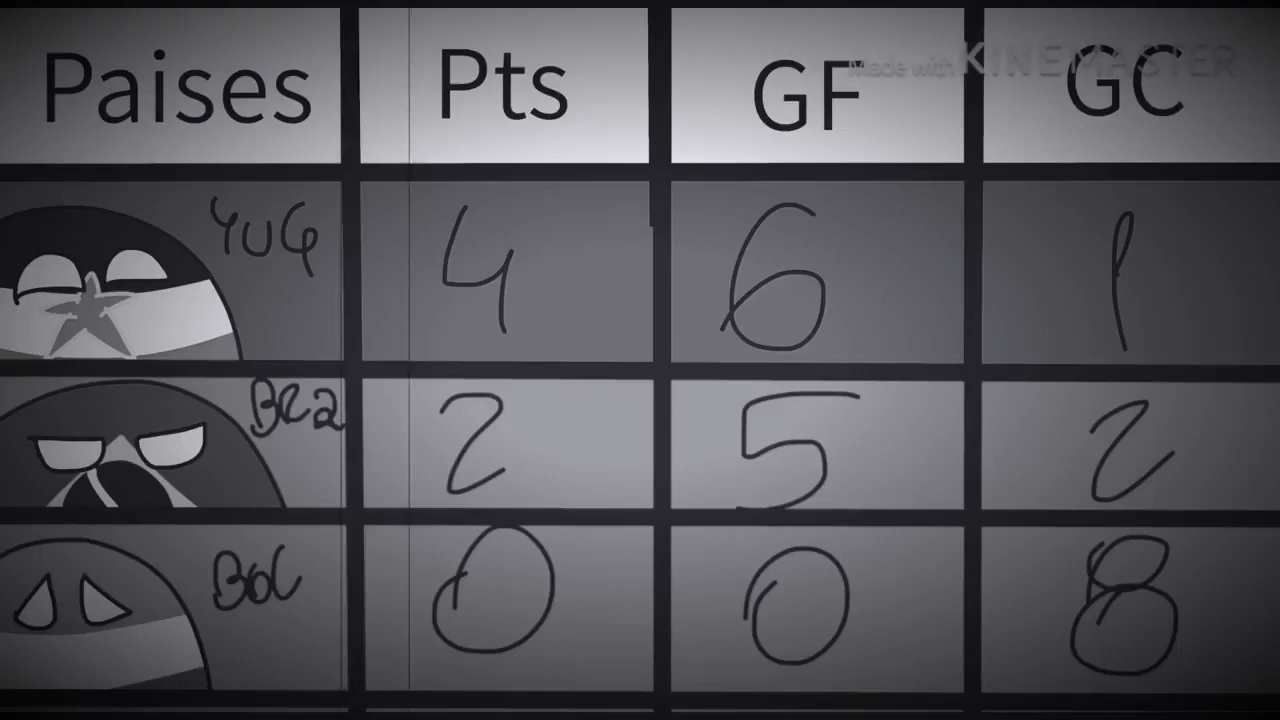 Paises Pts GF GC
Made with KINEMASTER
YUG 4 6 1
BRa 2 5 2
BOL 0 0 8